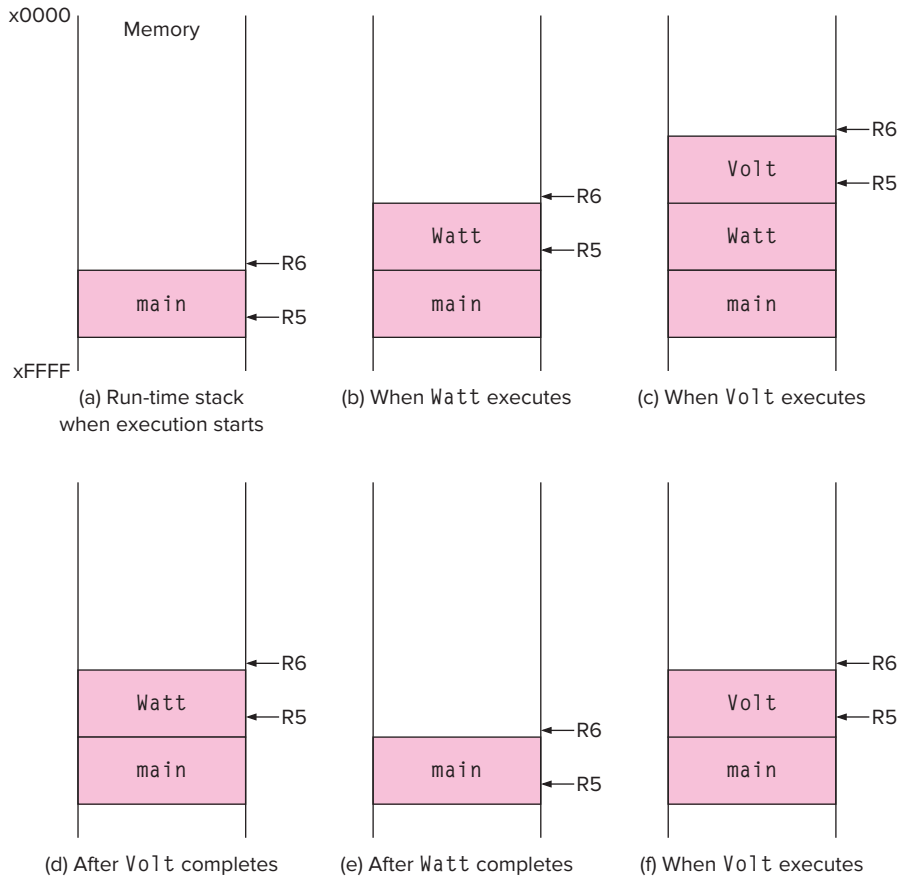 x0000
Memory
R6
Volt
R5
R6
Watt
R5
Watt
R6
main
R5
main
main
xFFFF
(a) Run-time stack
when execution starts
(b) When Watt executes
(c) When Volt executes
R6
Watt
R5
main
R6
main
R5
R6
Volt
R5
main
(d) After Volt completes
(e) After Watt completes
(f) When Volt executes